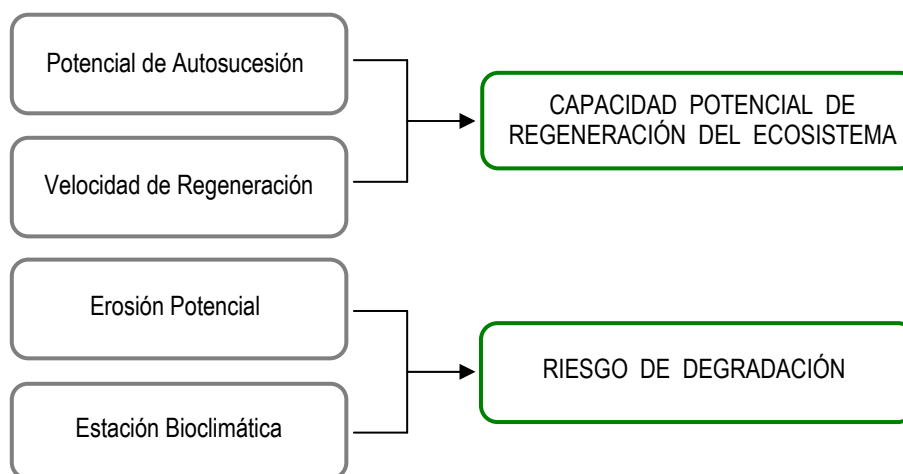 Potencial de Autosucesión
CAPACIDAD POTENCIAL DE
REGENERACIÓN DEL ECOSISTEMA
Velocidad de Regeneración
Erosión Potencial
RIESGO DE DEGRADACIÓN
Estación Bioclimática